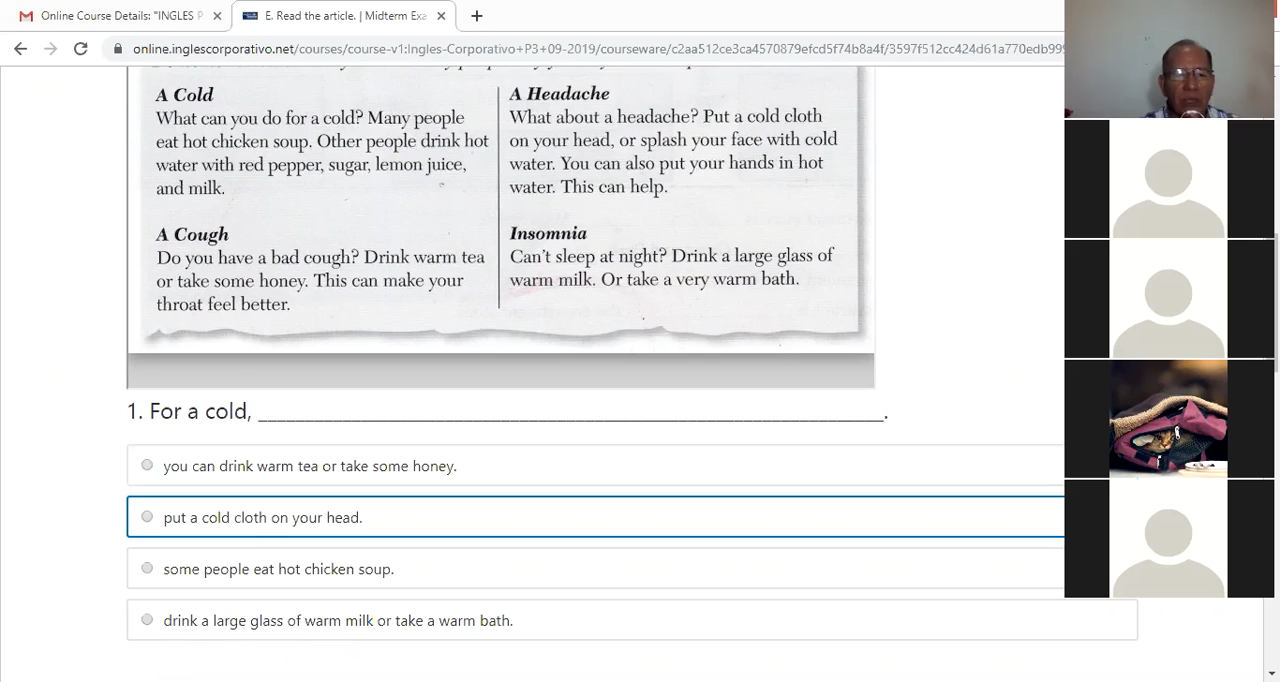 Online Course Details: "INGLES P
E. Read the article. | Midterm Exa
online.inglescorporativo.net/courses/course-v1:Ingles-Corporativo+P3+09-2019/courseware/c2aa512ce3ca4570879efcd5f74b8a4f/3597f512cc424d61a770edb999
A Cold
What can you do for a cold? Many people
eat hot chicken soup. Other people drink hot
water with red pepper, sugar, lemon juice,
and milk.
A Cough
Do you have a bad cough? Drink warm tea
or take some honey. This can make your
throat feel better.
A Headache
What about a headache? Put a cold cloth
on your head, or splash your face with cold
water. You can also put your hands in hot
water. This can help.
Insomnia
Can't sleep at night? Drink a large glass of
warm milk. Or take a very warm bath.
1. For a cold, ______________________________________________.
you can drink warm tea or take some honey.
put a cold cloth on your head.
some people eat hot chicken soup.
drink a large glass of warm milk or take a warm bath.